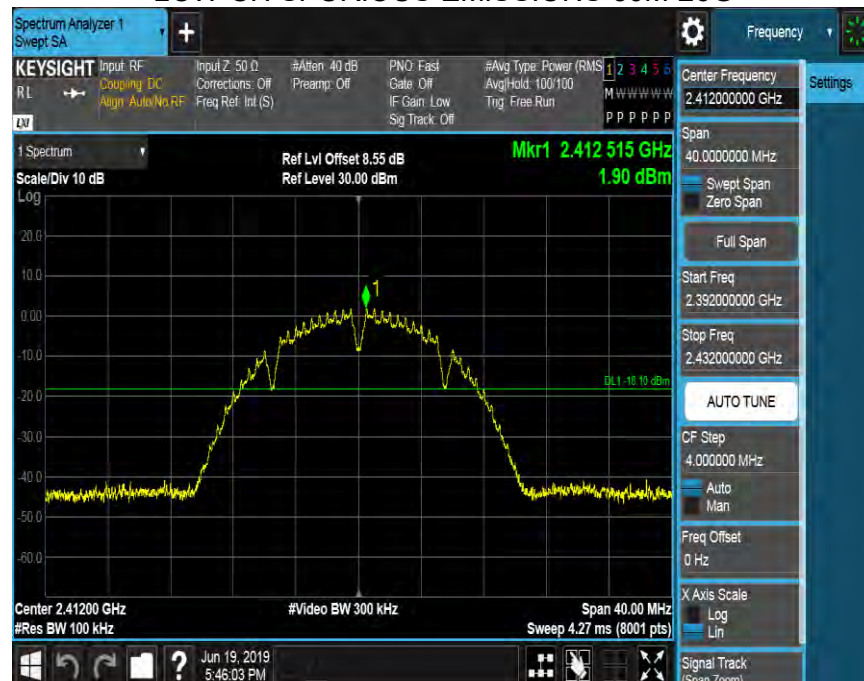 Spectrum Analyzer 1
Swept SA
+
Frequency
KEYSIGHT
RL
LXI
Input: RF
Coupling: DC
Align: Auto/No RF
Input Z: 50 Ω
Corrections: Off
Freq Ref: Int (S)
#Atten: 40 dB
Preamp: Off
PNO: Fast
Gate: Off
IF Gain: Low
Sig Track: Off
#Avg Type: Power (RMS
Avg|Hold: 100/100
Trig: Free Run
1 2 3 4 5 6
M W W W W W
P P P P P P
Center Frequency
2.412000000 GHz
Settings
Span
40.0000000 MHz
Swept Span
Zero Span
Full Span
Start Freq
2.392000000 GHz
Stop Freq
2.432000000 GHz
AUTO TUNE
CF Step
4.000000 MHz
Auto
Man
Freq Offset
0 Hz
X Axis Scale
Log
Lin
Signal Track
(Span Zoom)
1 Spectrum
Scale/Div 10 dB
Ref Lvl Offset 8.55 dB
Ref Level 30.00 dBm
Mkr1 2.412 515 GHz
1.90 dBm
Log
20.0
10.0
0.00
-10.0
-20.0
-30.0
-40.0
-50.0
-60.0
1
DL1 -18.10 dBm
Center 2.41200 GHz
#Res BW 100 kHz
#Video BW 300 kHz
Span 40.00 MHz
Sweep 4.27 ms (8001 pts)
?
Jun 19, 2019
5:46:03 PM